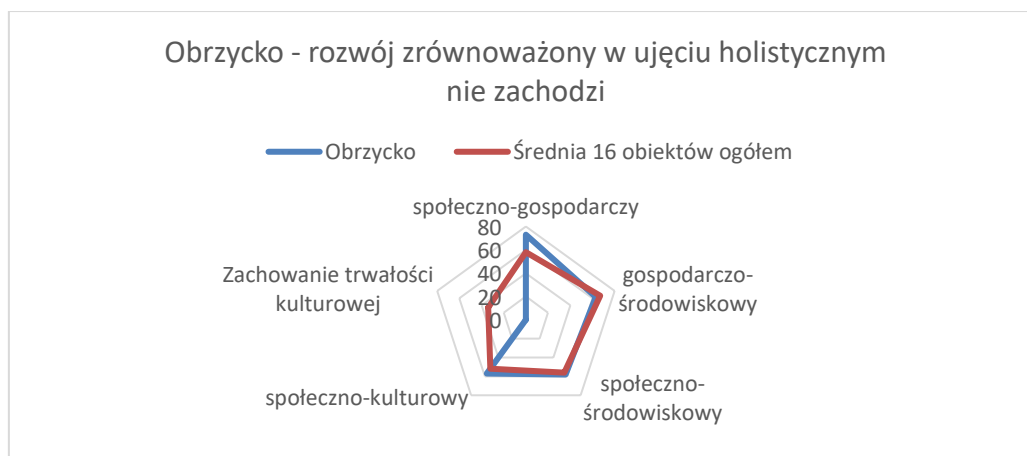 Obrzycko - rozwój zrównoważony w ujęciu holistycznym
nie zachodzi
Obrzycko
Średnia 16 obiektów ogółem
społeczno-gospodarczy
80
60
40
20
0
gospodarczo-
środowiskowy
społeczno-
środowiskowy
społeczno-kulturowy
Zachowanie trwałości
kulturowej